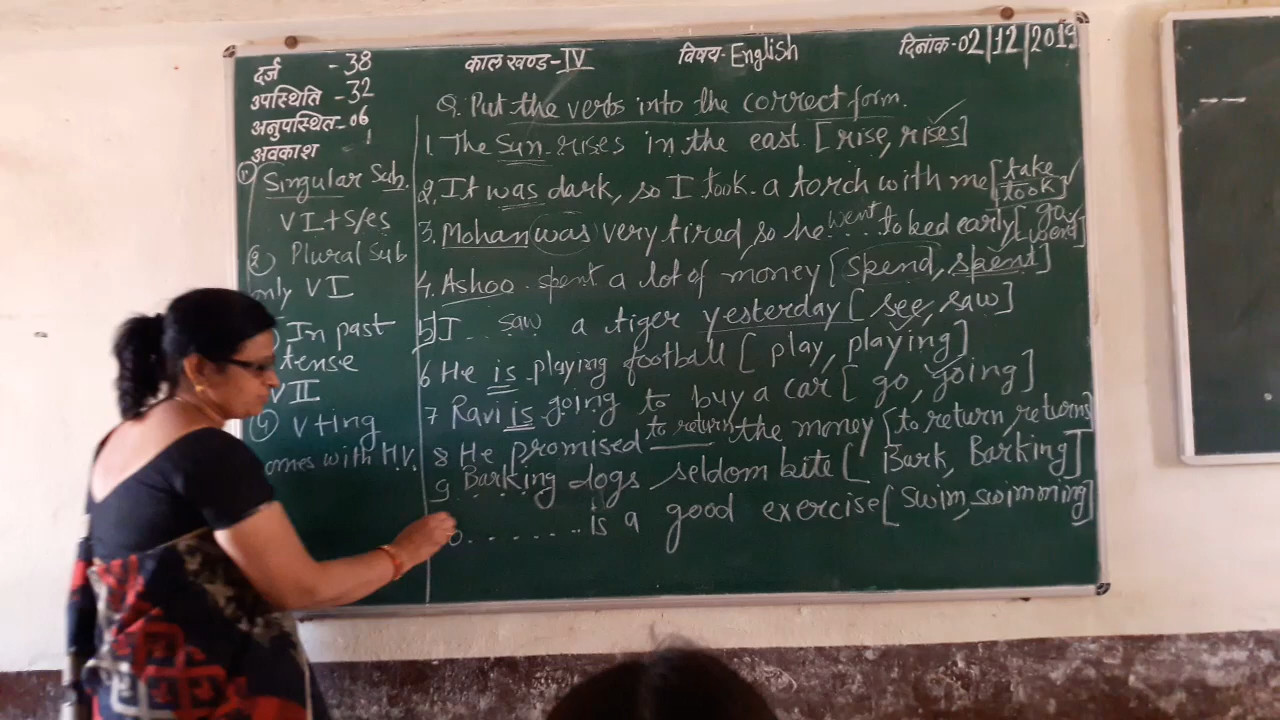 दर्ज - 38
उपस्थिति - 32
अनुपस्थित - 06
अवकाश 1
काल खण्ड - IV
विषय - English
दिनांक - 02/12/2019
Q. Put the verbs into the correct form.
1. The Sun rises in the east [rise, rises]
2. It was dark, so I took a torch with me [take took]
3. Mohan was very tired so he went to bed early [go, went]
4. Ashoo spent a lot of money [spend, spent]
5] I saw a tiger yesterday [see, saw]
6 He is playing football [play, playing]
7 Ravi is going to buy a car [go, going]
8 He promised to return the money [to return, returns]
9 Barking dogs seldom bite [Bark, Barking]
....... is a good exercise [swim, swimming]
① Singular Sub.
VI + s/es
② Plural Sub
only VI
In past
tense
VII
④ V+ing
omes with H.V.